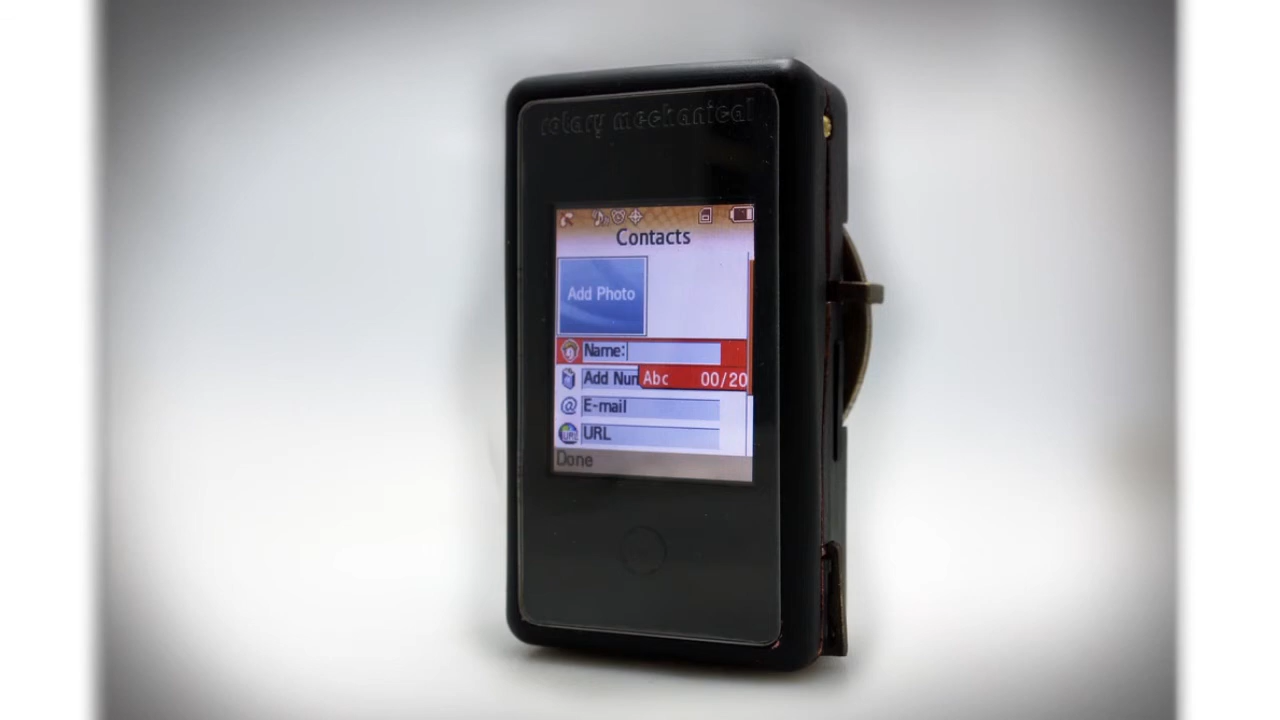 rotary mechanical
Contacts
Add Photo
Name:
Add Num
Abc 00/20
E-mail
URL
Done